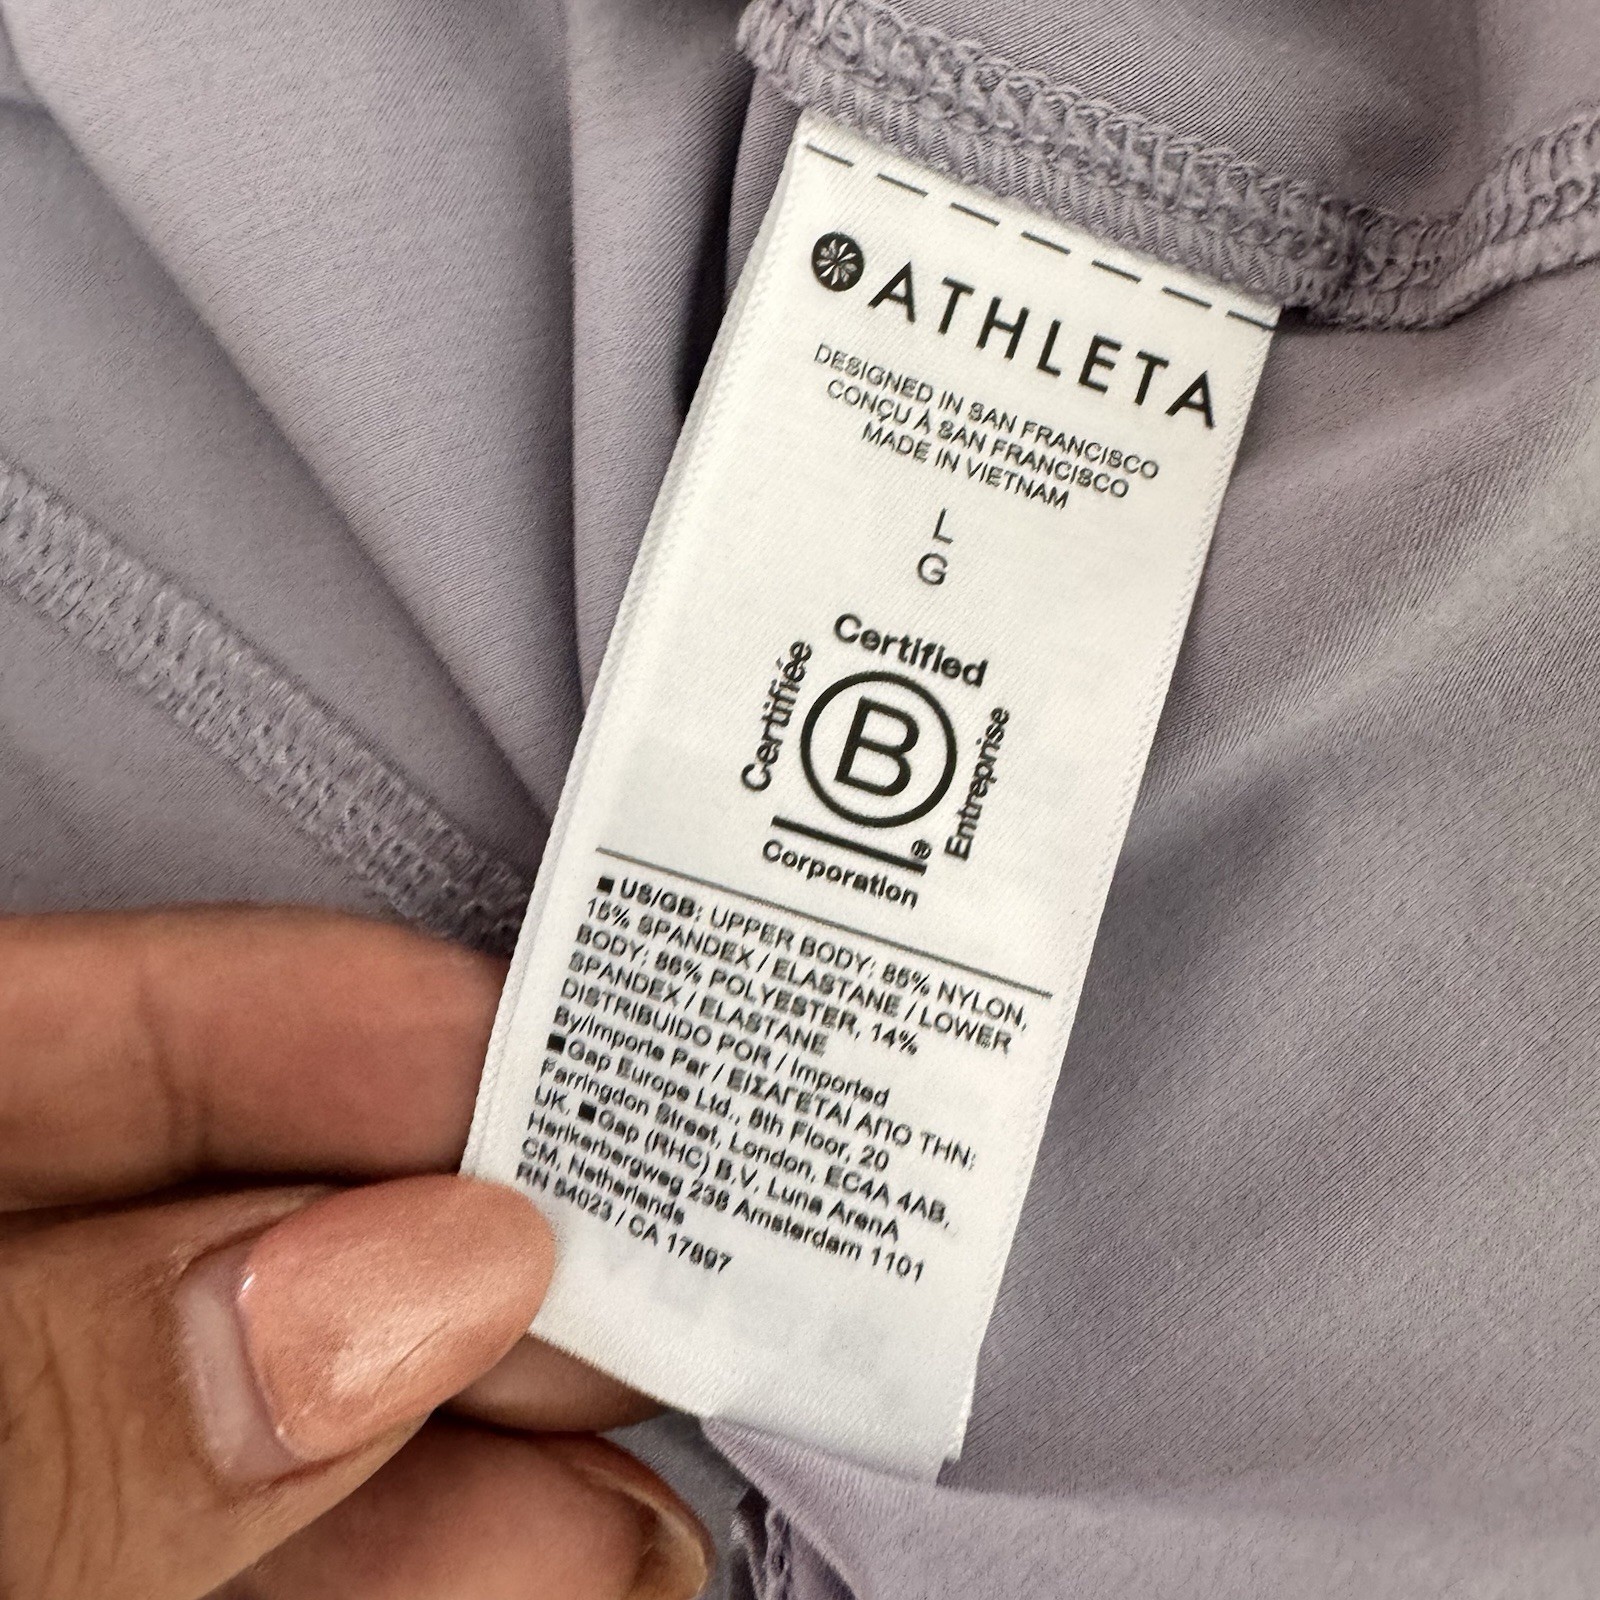 ATHLETA
DESIGNED IN SAN FRANCISCO
CONÇU À SAN FRANCISCO
MADE IN VIETNAM
L
G
Certified
Certifiée
B
Entreprise
®
Corporation
■ US/GB: UPPER BODY: 85% NYLON,
15% SPANDEX / ELASTANE / LOWER
BODY: 86% POLYESTER, 14%
SPANDEX / ELASTANE
DISTRIBUIDO POR / Imported
By/Importe Par / ΕΙΣΑΓΕΤΑΙ ΑΠΟ ΤΗΝ:
■Gap Europe Ltd., 8th Floor, 20
Farringdon Street, London, EC4A 4AB,
UK, ■Gap (RHC) B.V, Luna ArenA
Herikerbergweg 238 Amsterdam 1101
CM, Netherlands
RN 54023 / CA 17897